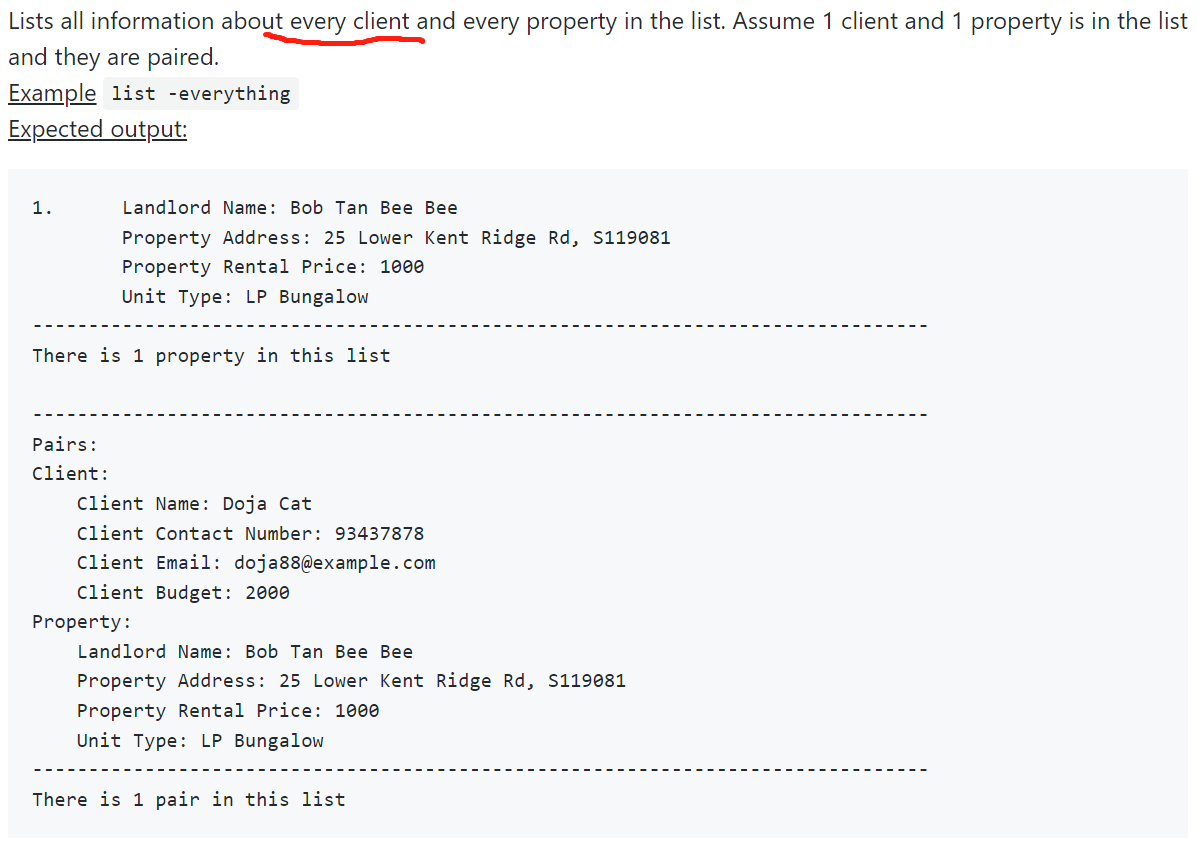 Lists all information about every client and every property in the list. Assume 1 client and 1 property is in the list
and they are paired.
Example list -everything
Expected output:
1. Landlord Name: Bob Tan Bee Bee
Property Address: 25 Lower Kent Ridge Rd, S119081
Property Rental Price: 1000
Unit Type: LP Bungalow
--------------------------------------------------------------------------------
There is 1 property in this list
--------------------------------------------------------------------------------
Pairs:
Client:
Client Name: Doja Cat
Client Contact Number: 93437878
Client Email: doja88@example.com
Client Budget: 2000
Property:
Landlord Name: Bob Tan Bee Bee
Property Address: 25 Lower Kent Ridge Rd, S119081
Property Rental Price: 1000
Unit Type: LP Bungalow
--------------------------------------------------------------------------------
There is 1 pair in this list